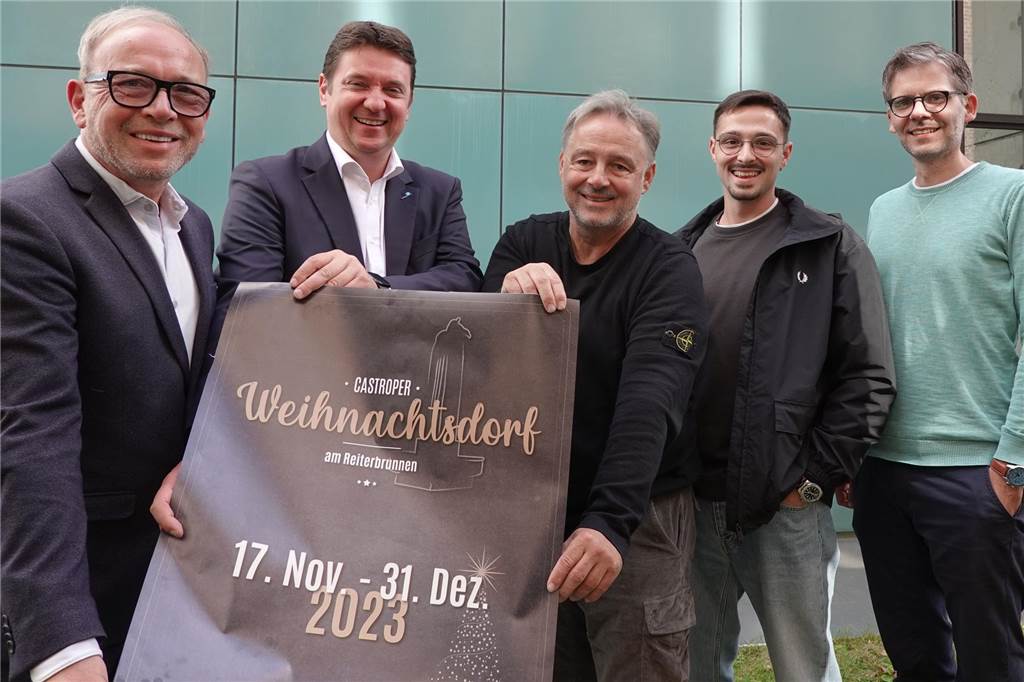 · CASTROPER ·
Weihnachtsdorf
am Reiterbrunnen
17. Nov. - 31. Dez.
2023